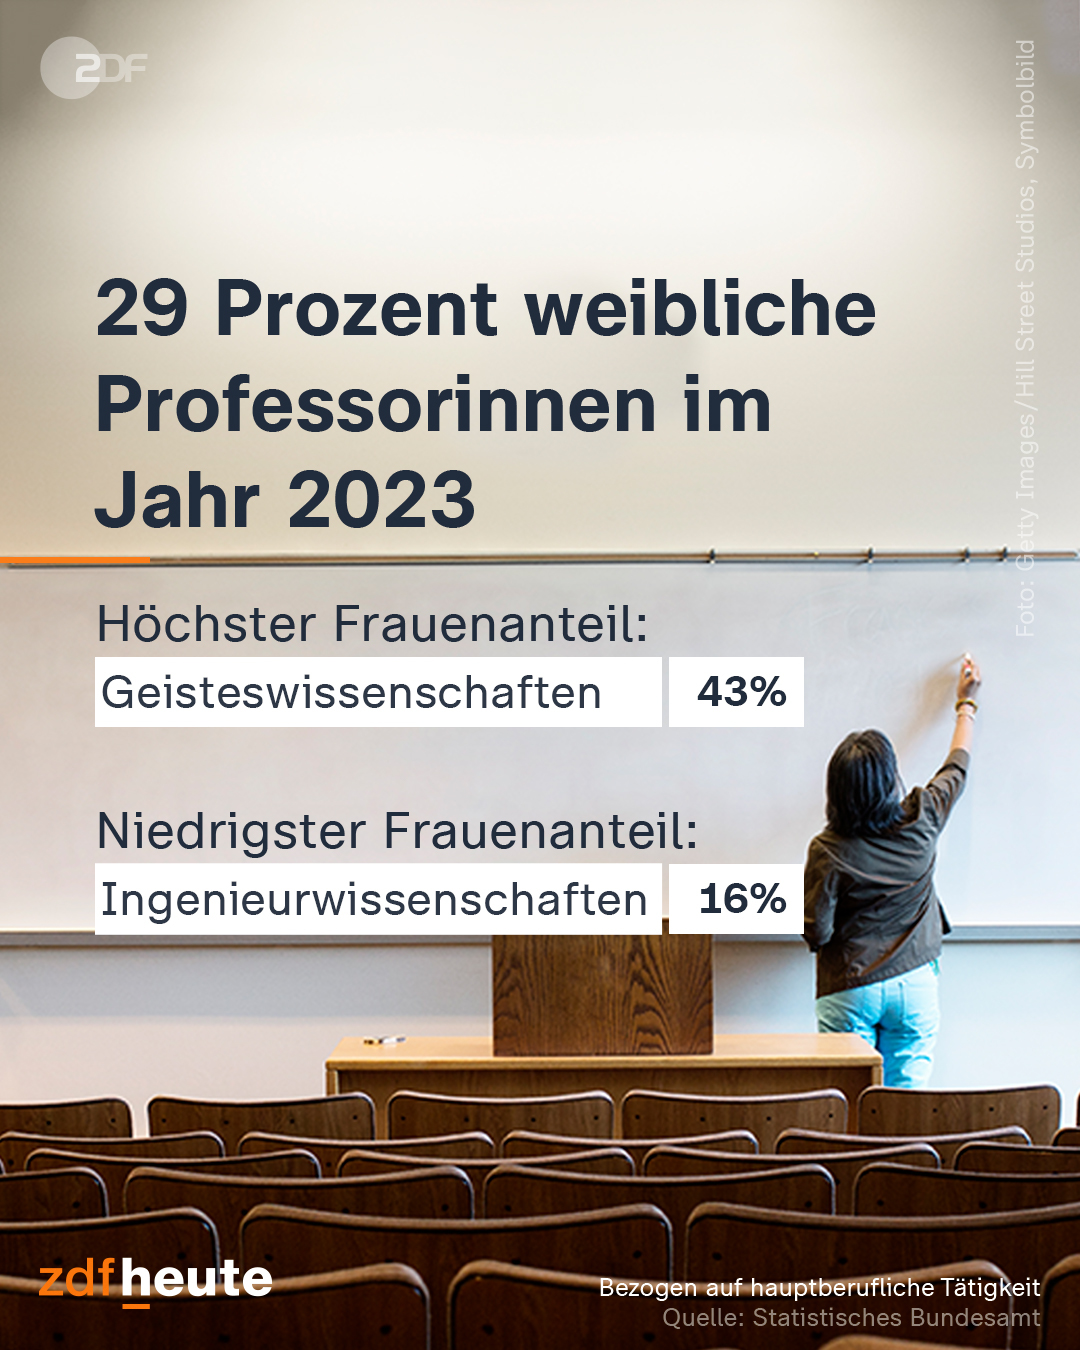 ZDF
Foto: Getty Images/Hill Street Studios, Symbolbild
29 Prozent weibliche
Professorinnen im
Jahr 2023
Höchster Frauenanteil:
Geisteswissenschaften 43%
Niedrigster Frauenanteil:
Ingenieurwissenschaften 16%
zdfheute
Bezogen auf hauptberufliche Tätigkeit
Quelle: Statistisches Bundesamt